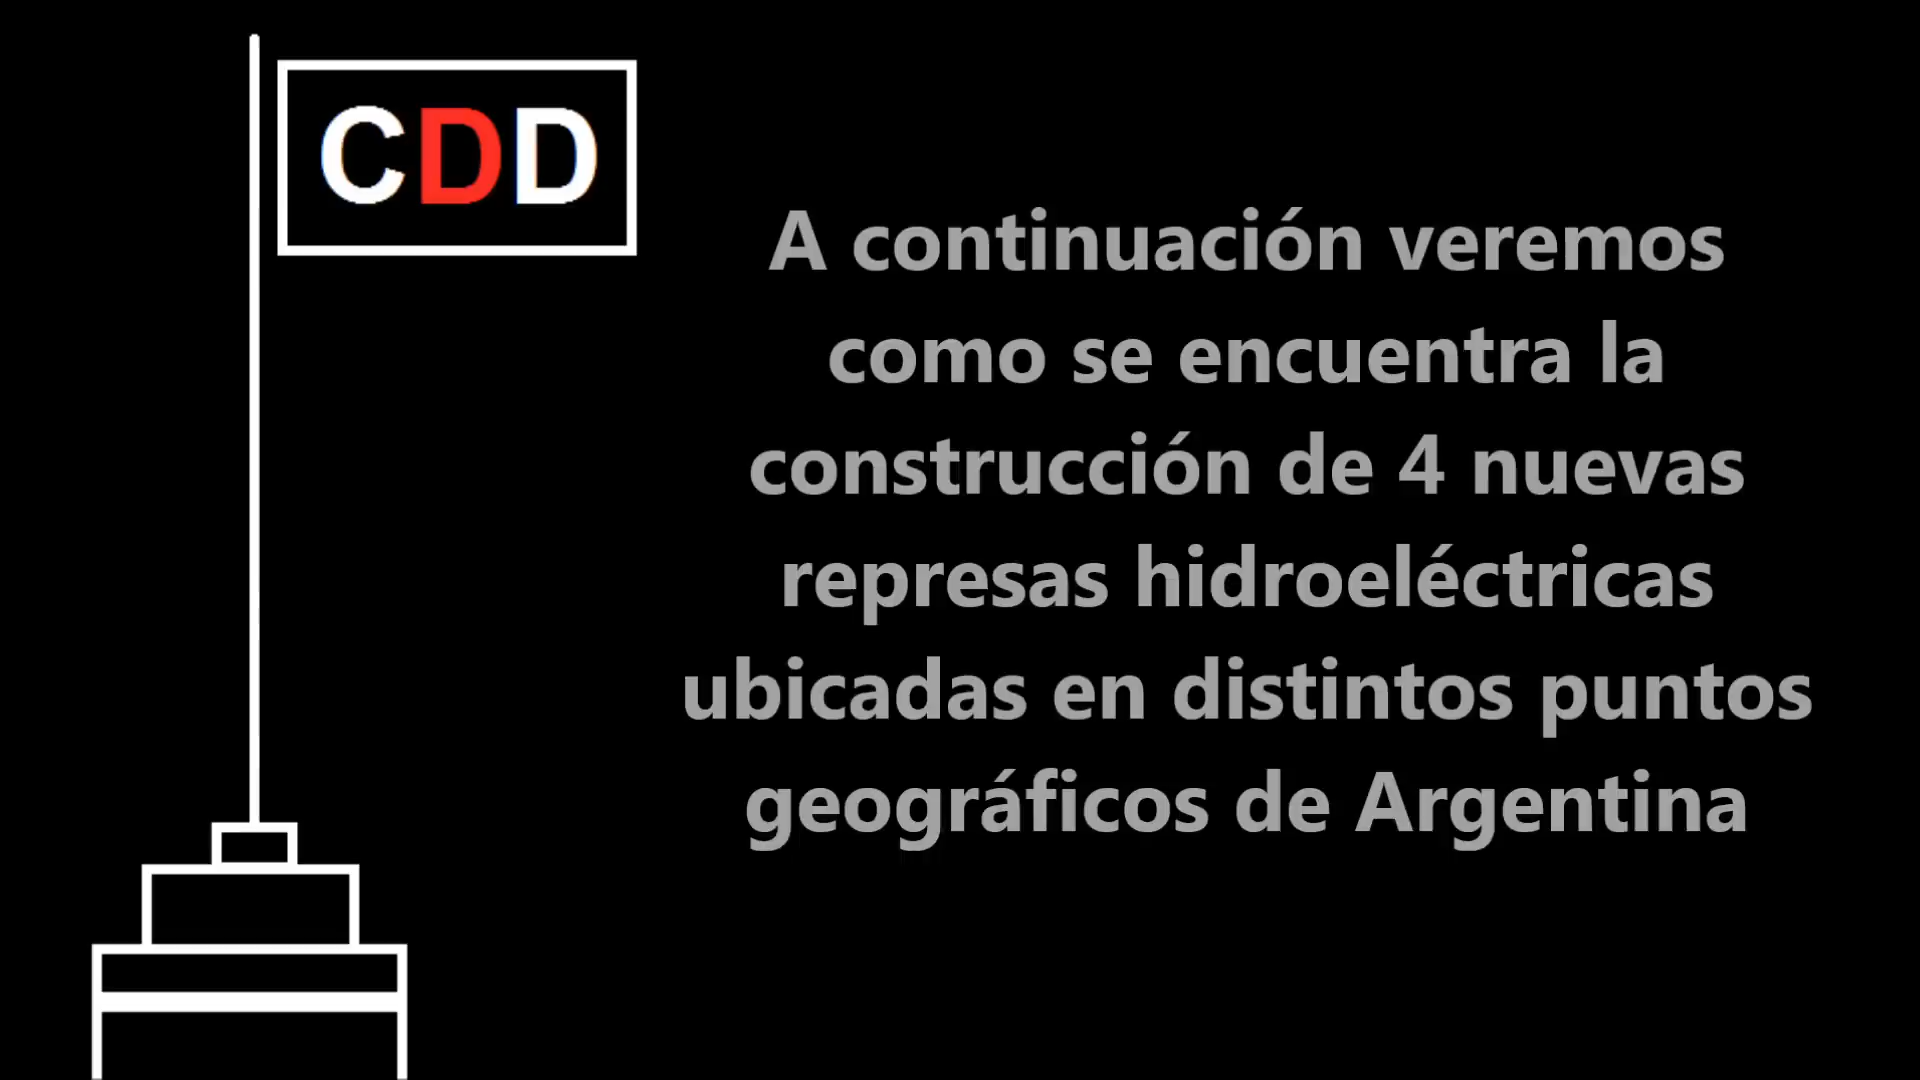 CDD
A continuación veremos
como se encuentra la
construcción de 4 nuevas
represas hidroeléctricas
ubicadas en distintos puntos
geográficos de Argentina